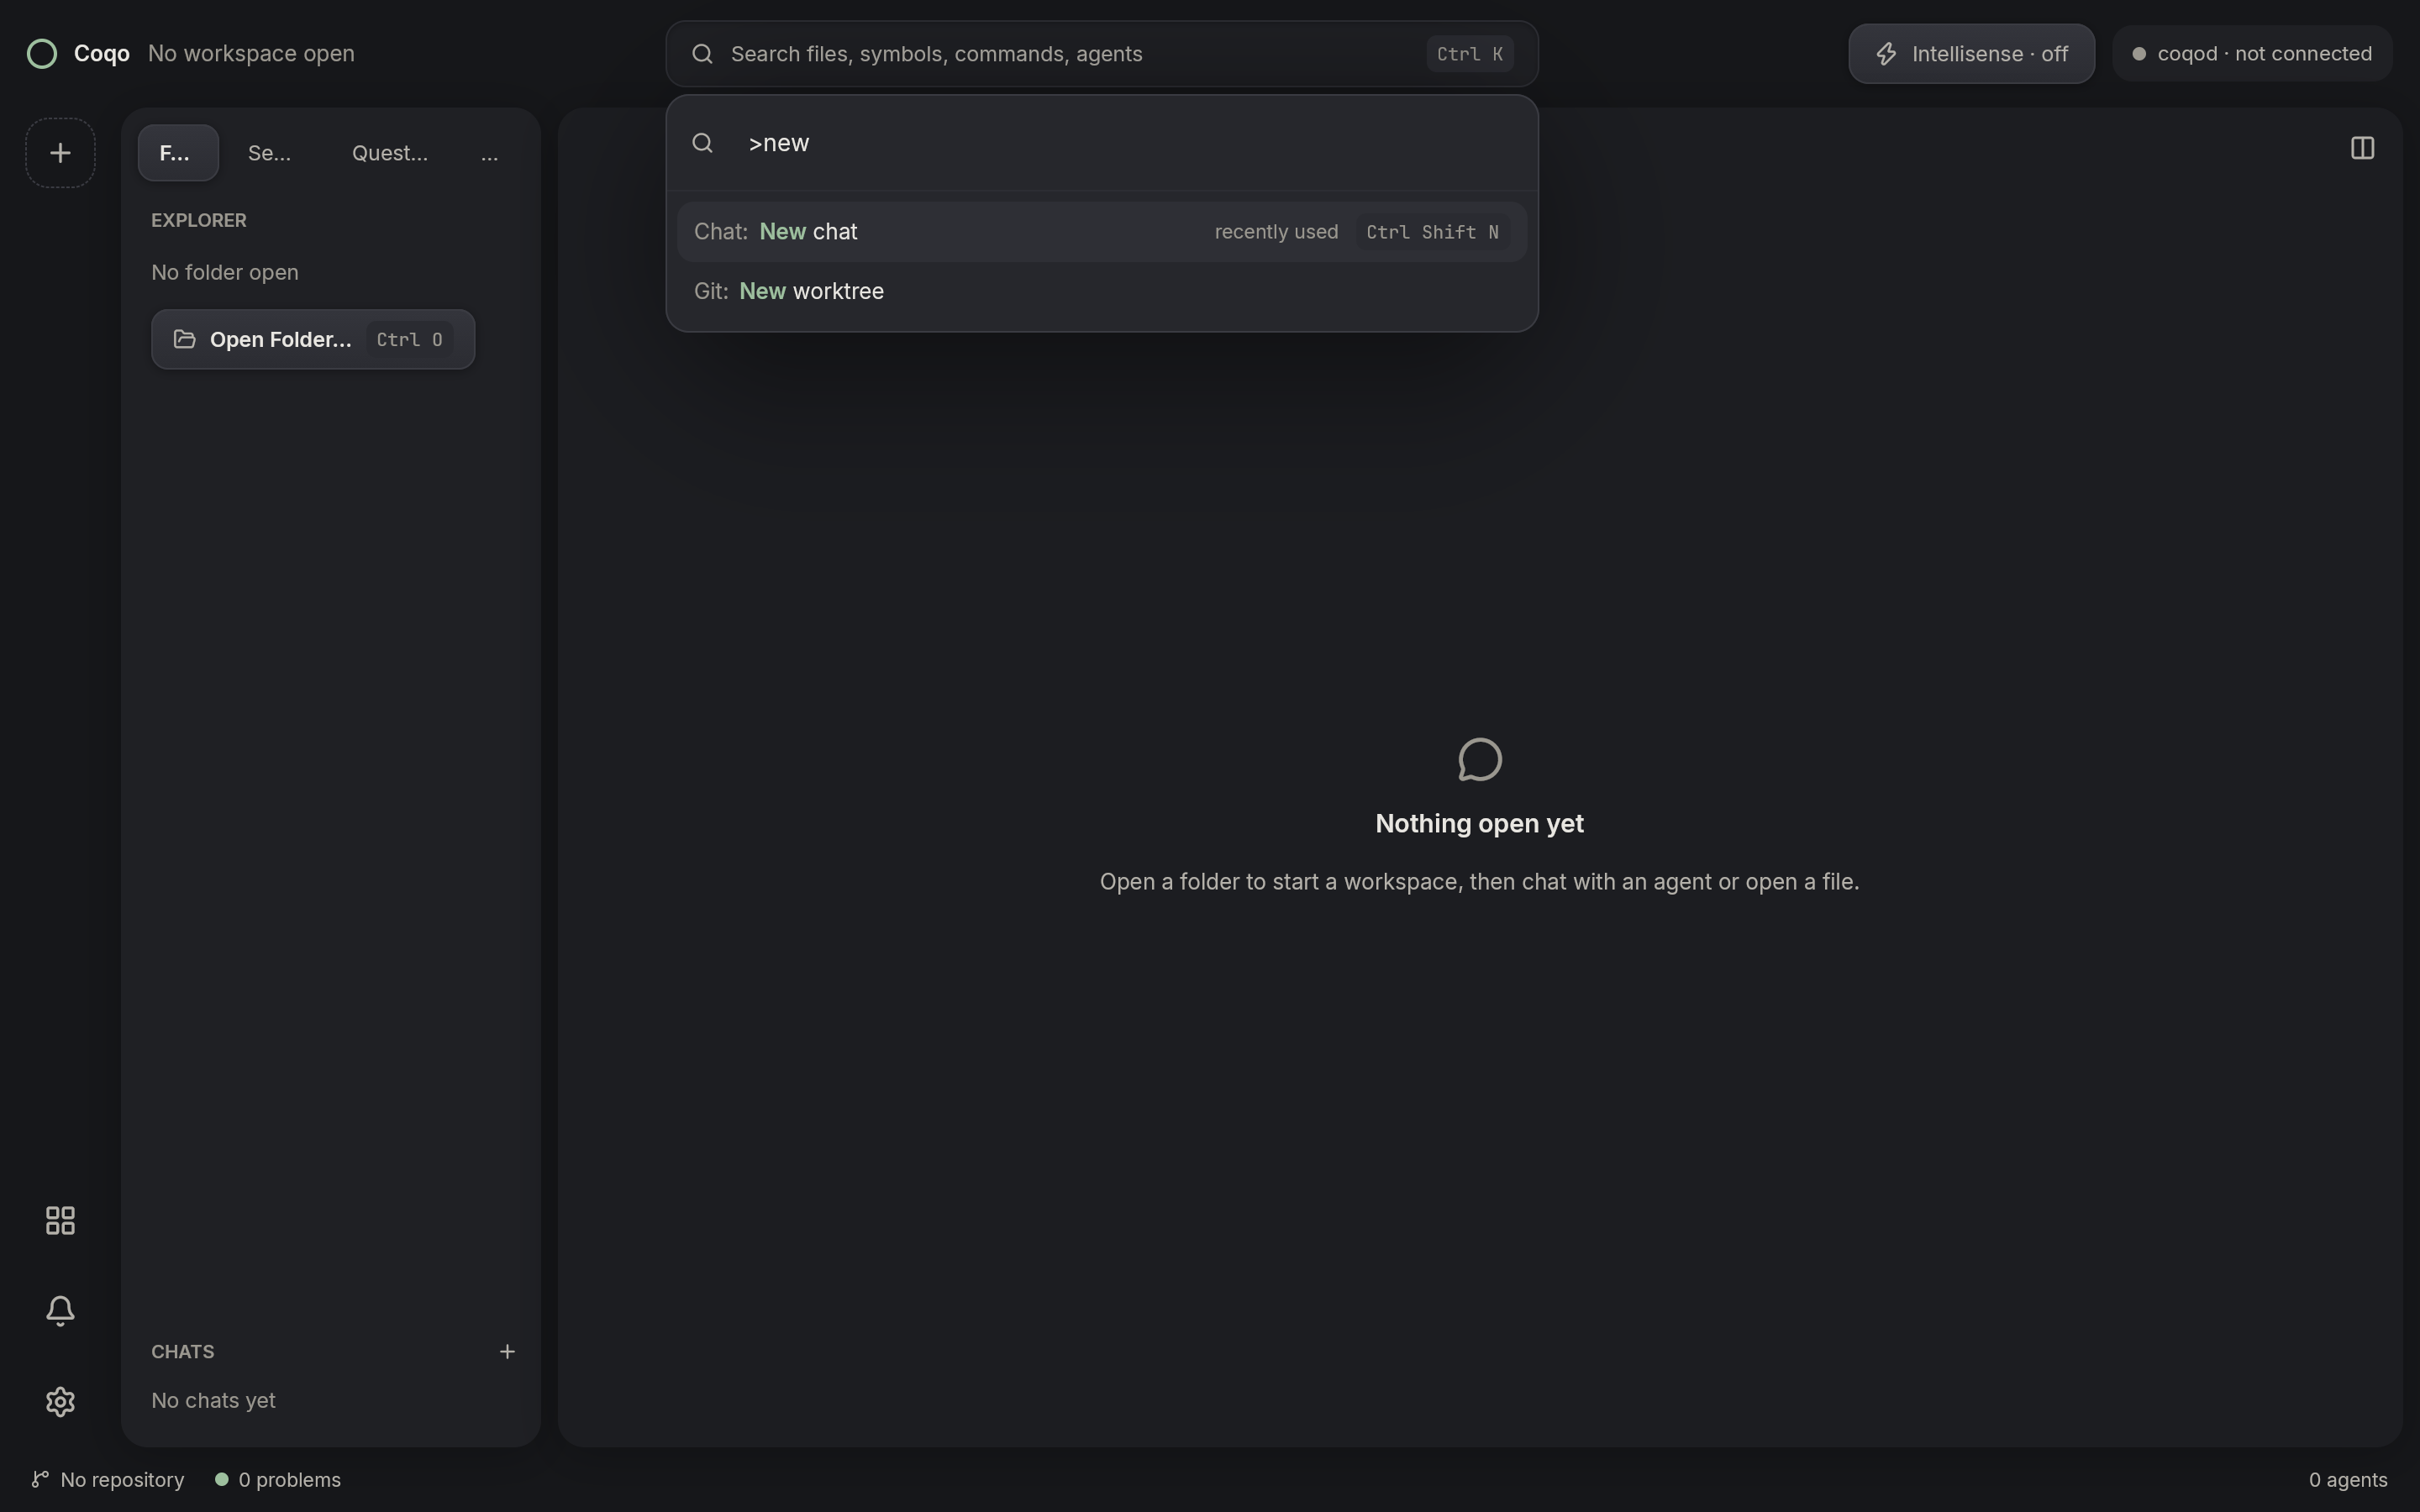 Coqo No workspace open
Search files, symbols, commands, agents Ctrl K
Intellisense · off
coqod · not connected
>new
Chat: New chat recently used Ctrl Shift N
Git: New worktree
F... Se... Quest... ...
EXPLORER
No folder open
Open Folder... Ctrl O
Nothing open yet
Open a folder to start a workspace, then chat with an agent or open a file.
CHATS
No chats yet
No repository 0 problems
0 agents